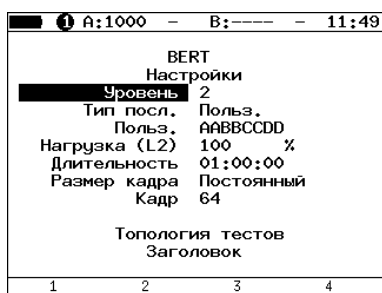 1 A:1000 – B:---- – 11:49
BERT
Настройки
Уровень 2
Тип посл. Польз.
Польз. AABBCCDD
Нагрузка (L2) 100 %
Длительность 01:00:00
Размер кадра Постоянный
Кадр 64
Топология тестов
Заголовок
1 2 3 4